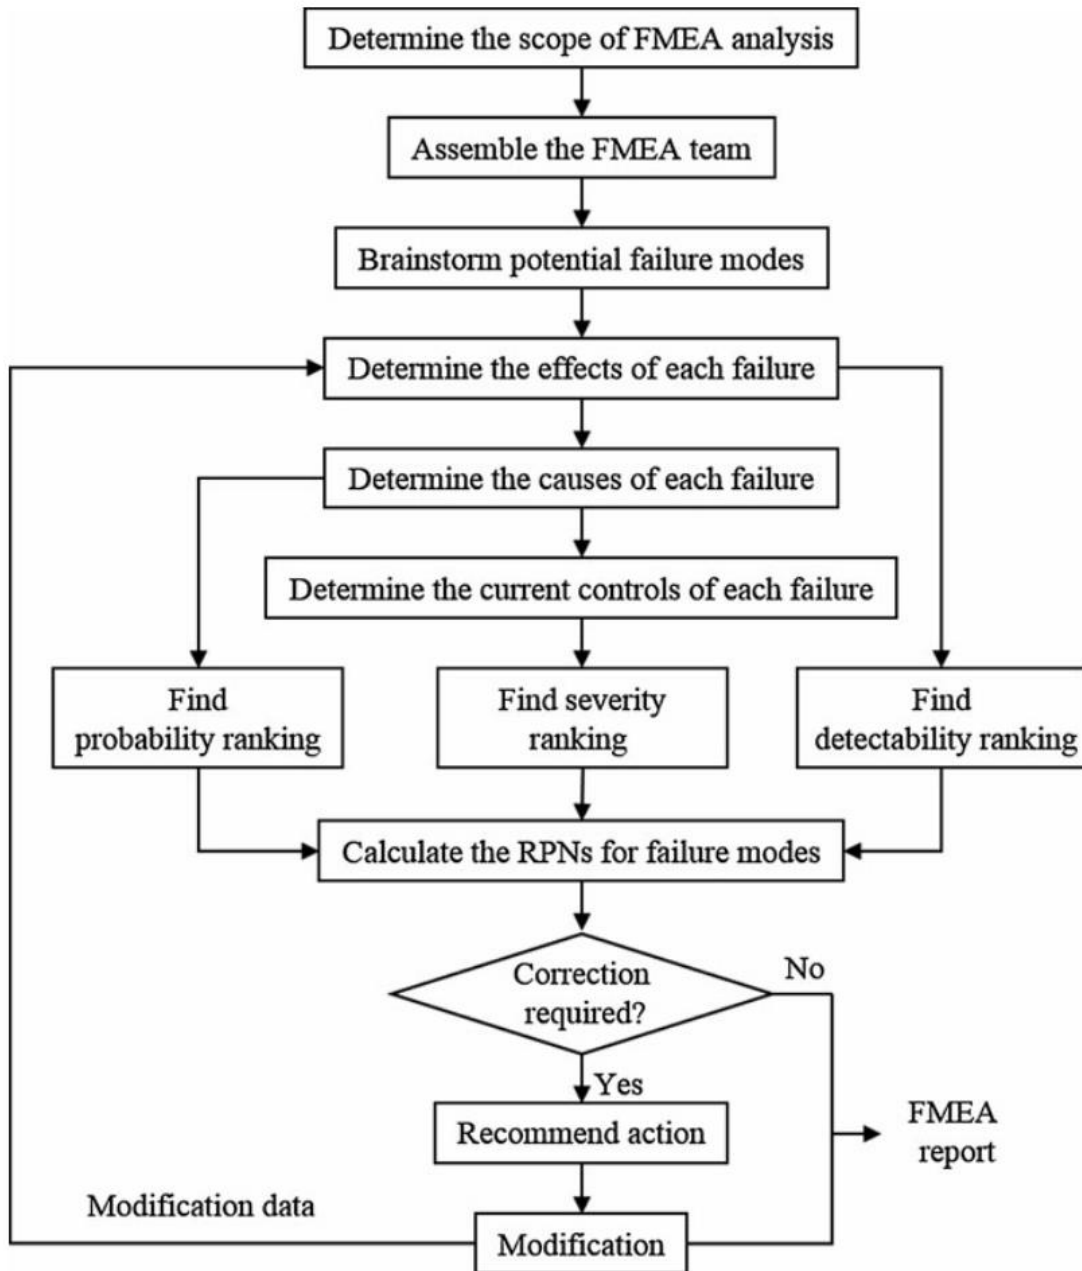 Determine the scope of FMEA analysis
Assemble the FMEA team
Brainstorm potential failure modes
Determine the effects of each failure
Determine the causes of each failure
Determine the current controls of each failure
Find
probability ranking
Find severity
ranking
Find
detectability ranking
Calculate the RPNs for failure modes
Correction
required?
No
Yes
Recommend action
FMEA
report
Modification data
Modification